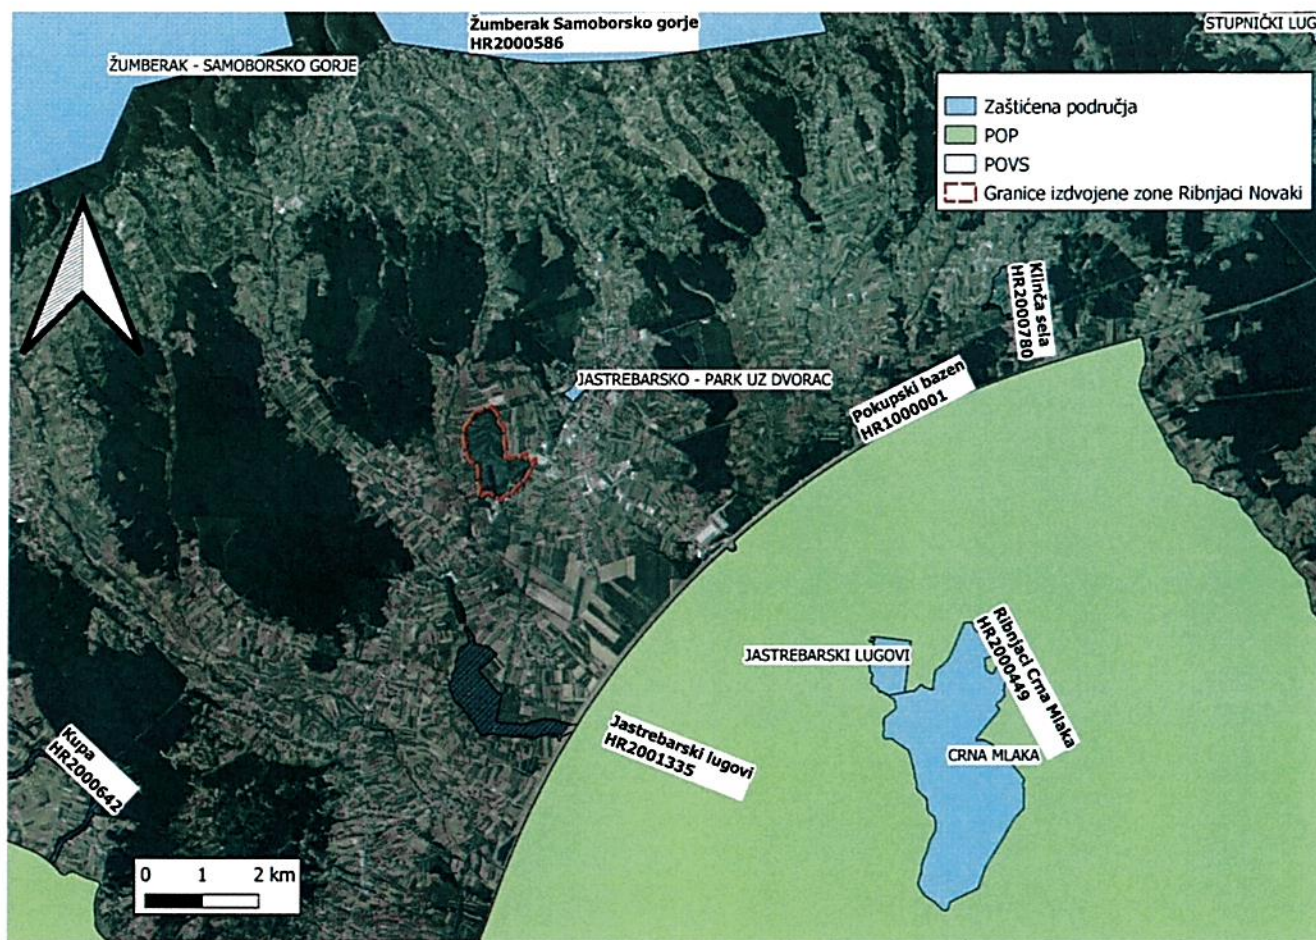 Žumberak Samoborsko gorje
HR2000586
STUPNIČKI LUG
ŽUMBERAK - SAMOBORSKO GORJE
Zaštićena područja
POP
POVS
Granice izdvojene zone Ribnjaci Novaki
Klinča sela
HR2000780
JASTREBARSKO - PARK UZ DVORAC
Pokupski bazen
HR1000001
Ribnjaci Crna Mlaka
HR2000449
JASTREBARSKI LUGOVI
Jastrebarski lugovi
HR2001335
CRNA MLAKA
Kupa
HR2000642
0 1 2 km